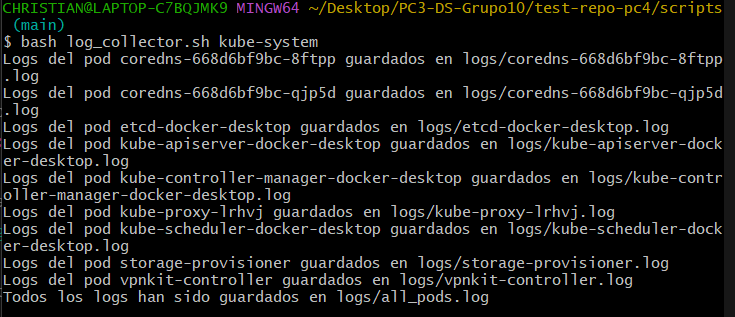 CHRISTIAN@LAPTOP-C7BQJMK9 MINGW64 ~/Desktop/PC3-DS-Grupo10/test-repo-pc4/scripts
 (main)
$ bash log_collector.sh kube-system
Logs del pod coredns-668d6bf9bc-8ftpp guardados en logs/coredns-668d6bf9bc-8ftpp
.log
Logs del pod coredns-668d6bf9bc-qjp5d guardados en logs/coredns-668d6bf9bc-qjp5d
.log
Logs del pod etcd-docker-desktop guardados en logs/etcd-docker-desktop.log
Logs del pod kube-apiserver-docker-desktop guardados en logs/kube-apiserver-dock
er-desktop.log
Logs del pod kube-controller-manager-docker-desktop guardados en logs/kube-contr
oller-manager-docker-desktop.log
Logs del pod kube-proxy-lrhvj guardados en logs/kube-proxy-lrhvj.log
Logs del pod kube-scheduler-docker-desktop guardados en logs/kube-scheduler-dock
er-desktop.log
Logs del pod storage-provisioner guardados en logs/storage-provisioner.log
Logs del pod vpnkit-controller guardados en logs/vpnkit-controller.log
Todos los logs han sido guardados en logs/all_pods.log